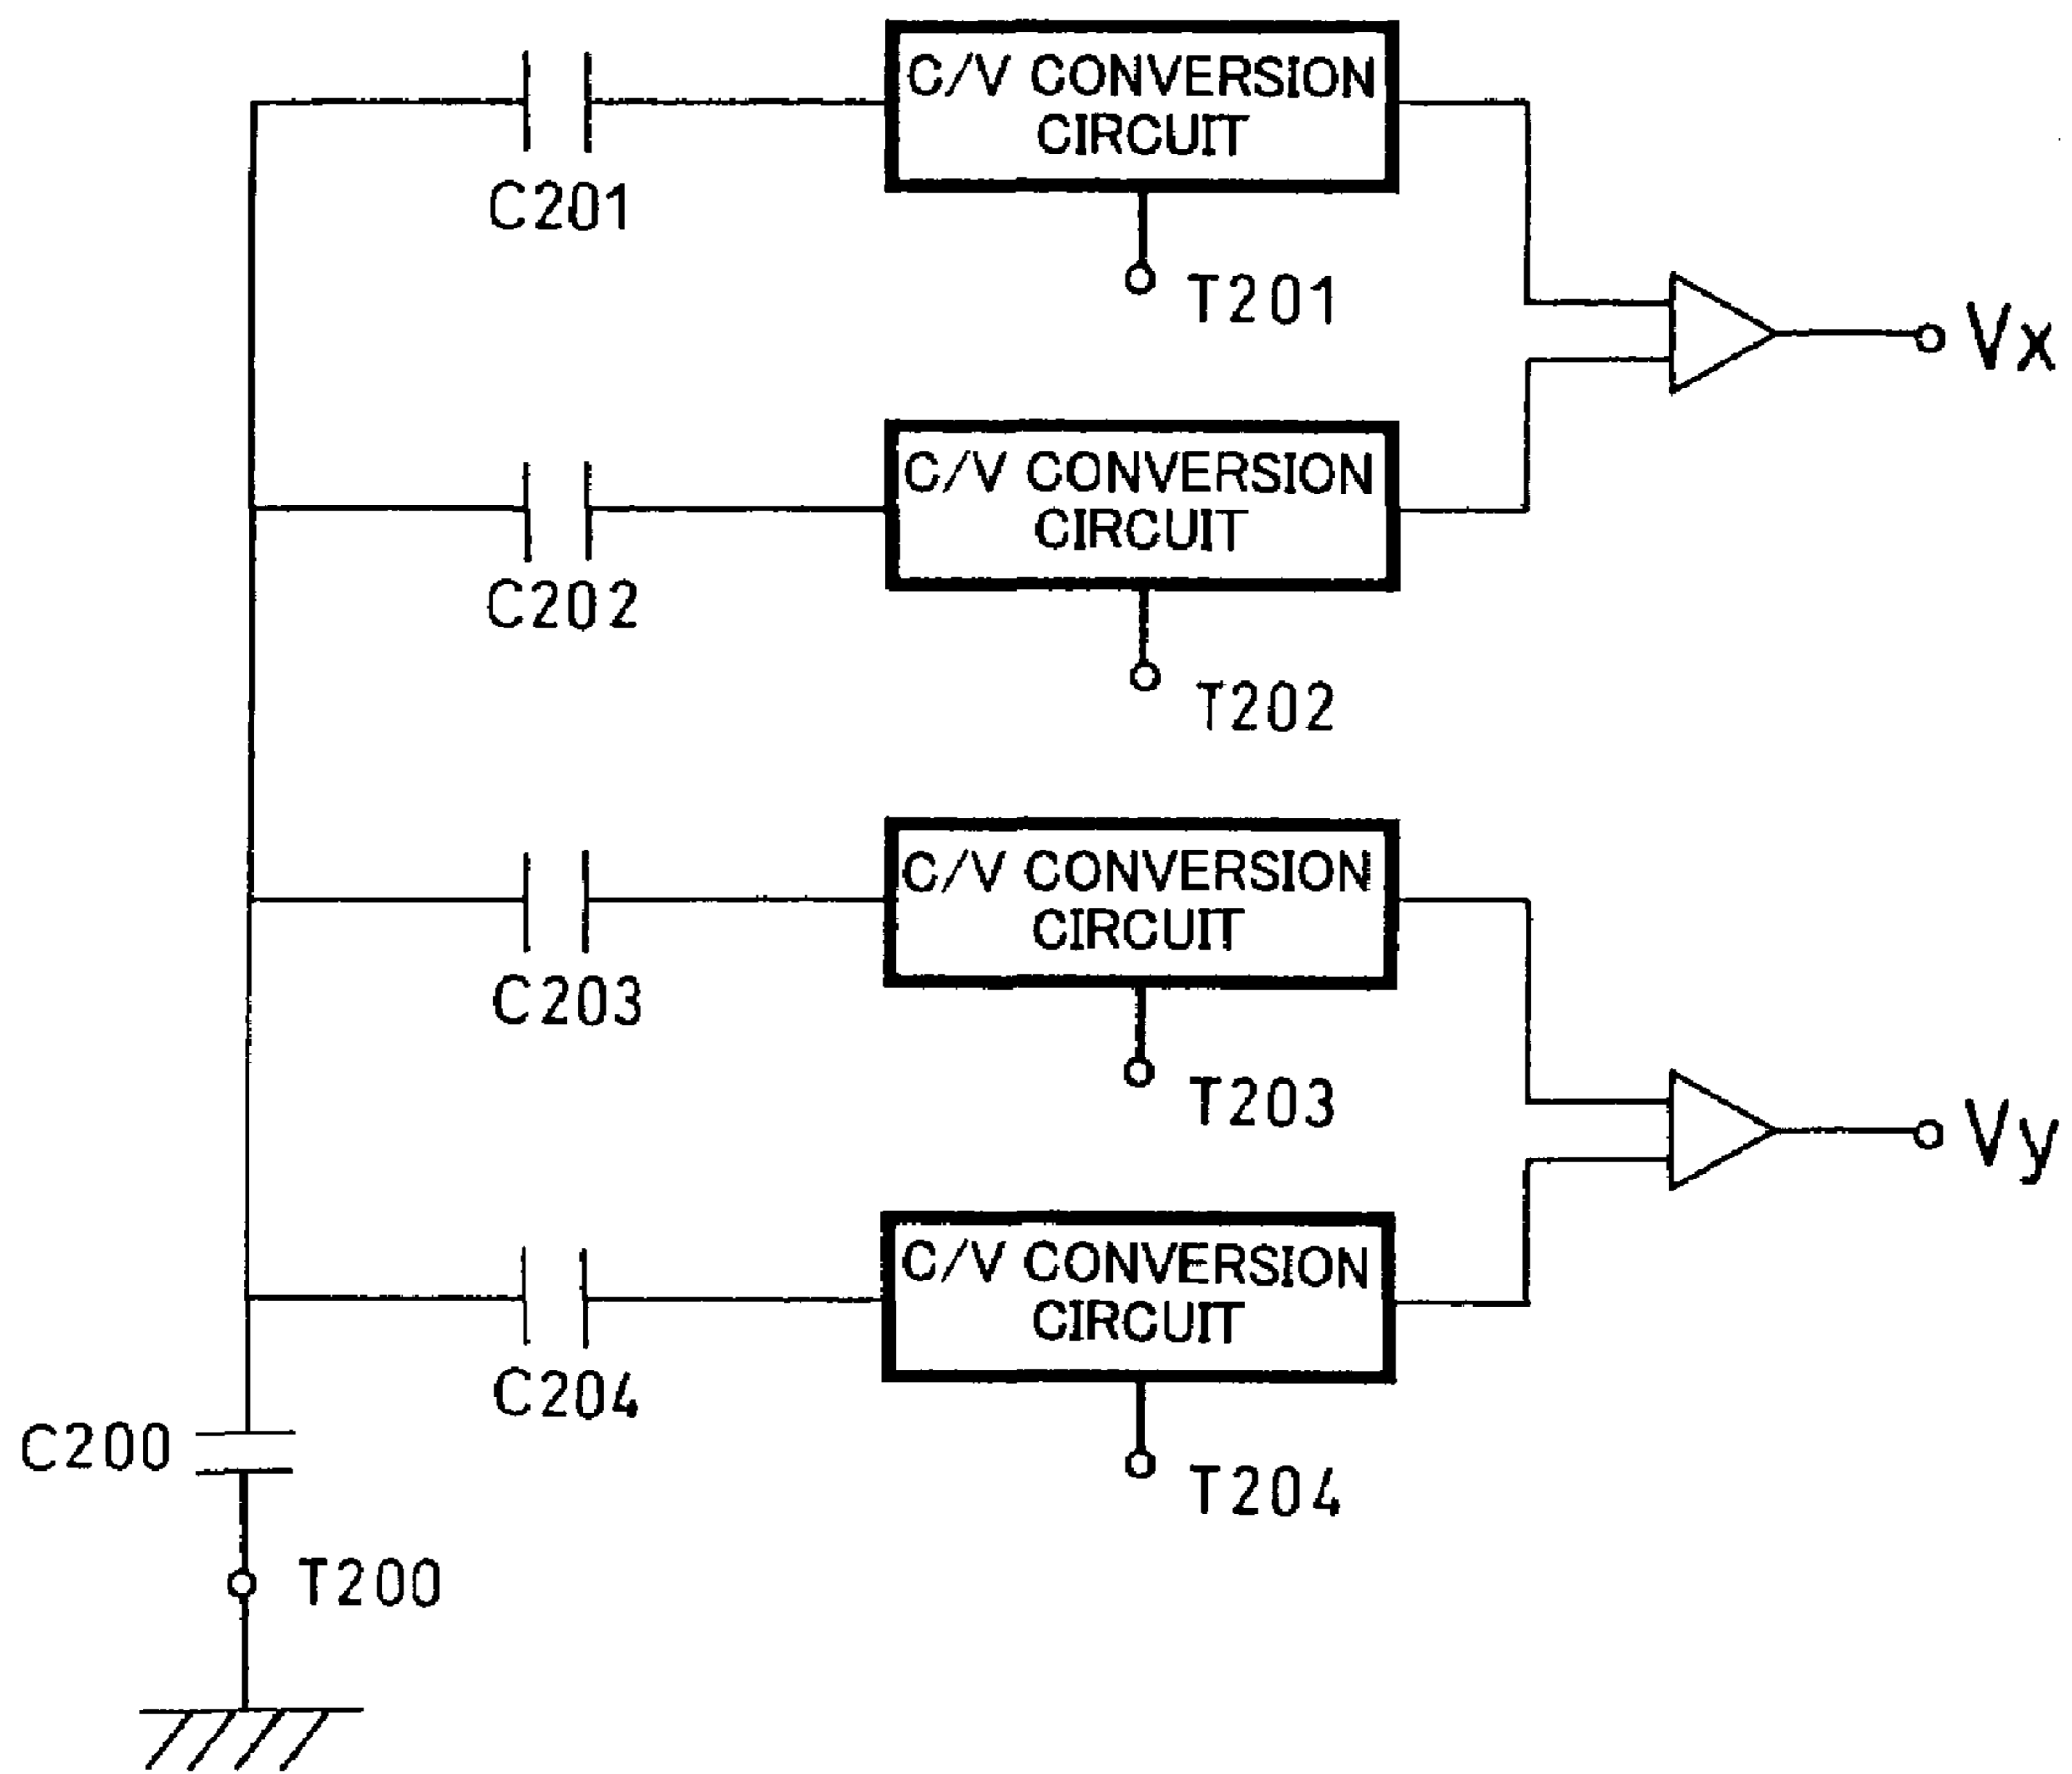 C/V CONVERSION
CIRCUIT
C201
T201
Vx
C/V CONVERSION
CIRCUIT
C202
T202
C/V CONVERSION
CIRCUIT
C203
T203
Vy
C/V CONVERSION
CIRCUIT
C204
C200
T204
T200